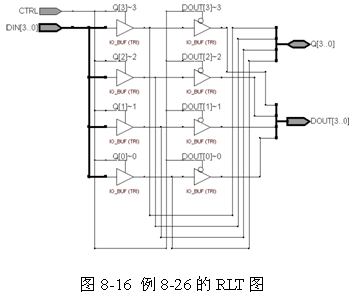 CTRL
DIN[3..0]
Q[3]~3
DOUT[3]~3
IO_BUF (TRI)
IO_BUF (TRI)
Q[3..0]
Q[2]~2
DOUT[2]~2
IO_BUF (TRI)
IO_BUF (TRI)
Q[1]~1
DOUT[1]~1
DOUT[3..0]
IO_BUF (TRI)
IO_BUF (TRI)
Q[0]~0
DOUT[0]~0
IO_BUF (TRI)
IO_BUF (TRI)
图 8-16 例 8-26 的 RLT 图